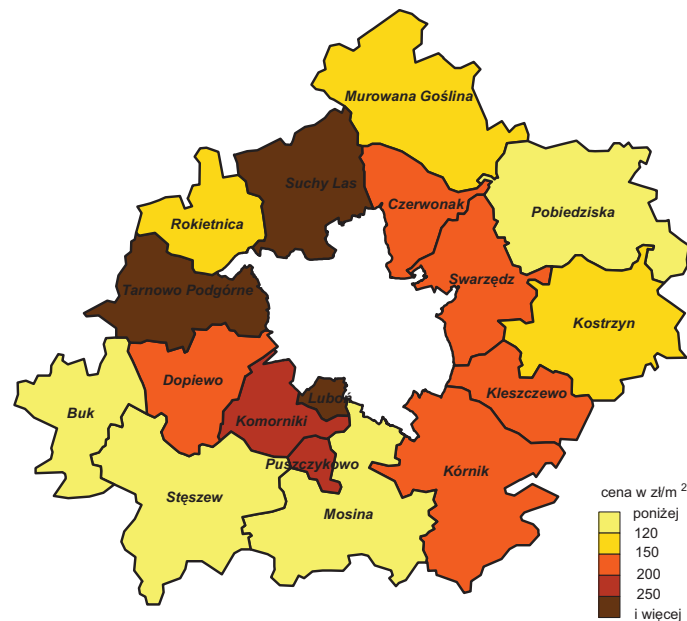 Murowana Goślina
Suchy Las
Czerwonak
Pobiedziska
Rokietnica
Swarzędz
Tarnowo Podgórne
Kostrzyn
Dopiewo
Kleszczewo
Luboń
Buk
Komorniki
Puszczykowo
Kórnik
Stęszew
Mosina
cena w zł/m ²
poniżej
120
150
200
250
i więcej